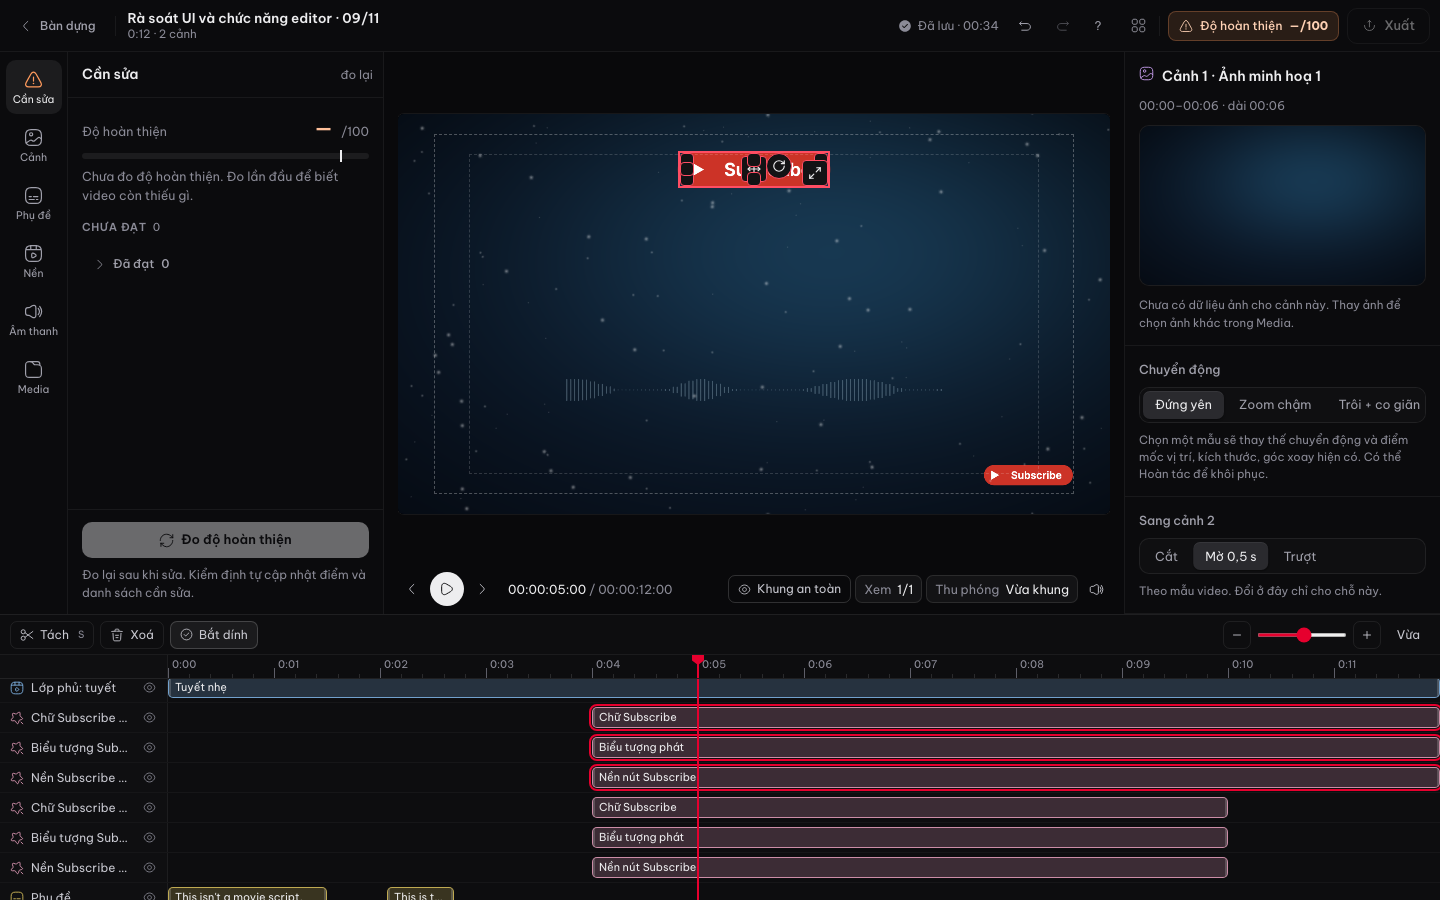 Bàn dựng
Rà soát UI và chức năng editor · 09/11
0:12 · 2 cảnh
Đã lưu · 00:34
?
Độ hoàn thiện –/100
Xuất
Cần sửa
Cảnh
Phụ đề
Nền
Âm thanh
Media
Cần sửa
đo lại
Độ hoàn thiện
– /100
Chưa đo độ hoàn thiện. Đo lần đầu để biết
video còn thiếu gì.
CHƯA ĐẠT 0
Đã đạt 0
Đo độ hoàn thiện
Đo lại sau khi sửa. Kiểm định tự cập nhật điểm và
danh sách cần sửa.
Subscribe
00:00:05:00 / 00:00:12:00
Khung an toàn
Xem 1/1
Thu phóng Vừa khung
Cảnh 1 · Ảnh minh hoạ 1
00:00–00:06 · dài 00:06
Chưa có dữ liệu ảnh cho cảnh này. Thay ảnh để
chọn ảnh khác trong Media.
Chuyển động
Đứng yên
Zoom chậm
Trôi + co giãn
Chọn một mẫu sẽ thay thế chuyển động và điểm
mốc vị trí, kích thước, góc xoay hiện có. Có thể
Hoàn tác để khôi phục.
Sang cảnh 2
Cắt
Mờ 0,5 s
Trượt
Theo mẫu video. Đổi ở đây chỉ cho chỗ này.
Tách S
Xoá
Bắt dính
Vừa
0:00 0:01 0:02 0:03 0:04 0:05 0:06 0:07 0:08 0:09 0:10 0:11
Lớp phủ: tuyết
Tuyết nhẹ
Chữ Subscribe ...
Chữ Subscribe
Biểu tượng Sub...
Biểu tượng phát
Nền Subscribe ...
Nền nút Subscribe
Chữ Subscribe ...
Chữ Subscribe
Biểu tượng Sub...
Biểu tượng phát
Nền Subscribe ...
Nền nút Subscribe
Phụ đề
This isn't a movie script.
This is t...